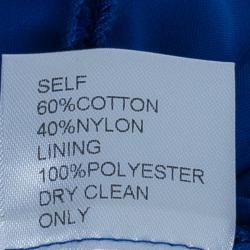 SELF
60%COTTON
40%NYLON
LINING
100%POLYESTER
DRY CLEAN
ONLY